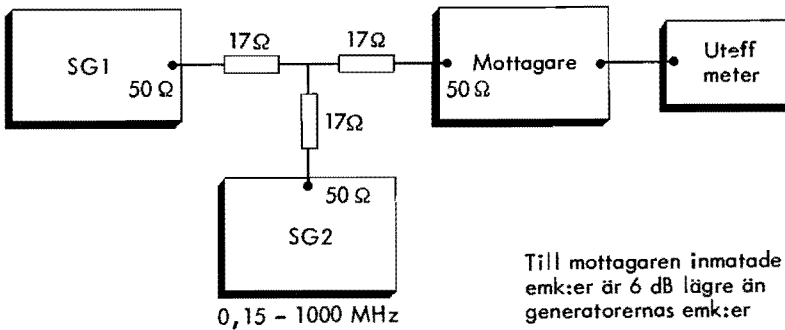 SG1
50 Ω
17Ω
17Ω
Mottagare
50 Ω
Uteff
meter
17Ω
50 Ω
SG2
0,15 - 1000 MHz
Till mottagaren inmatade
emk:er är 6 dB lägre än
generatorernas emk:er